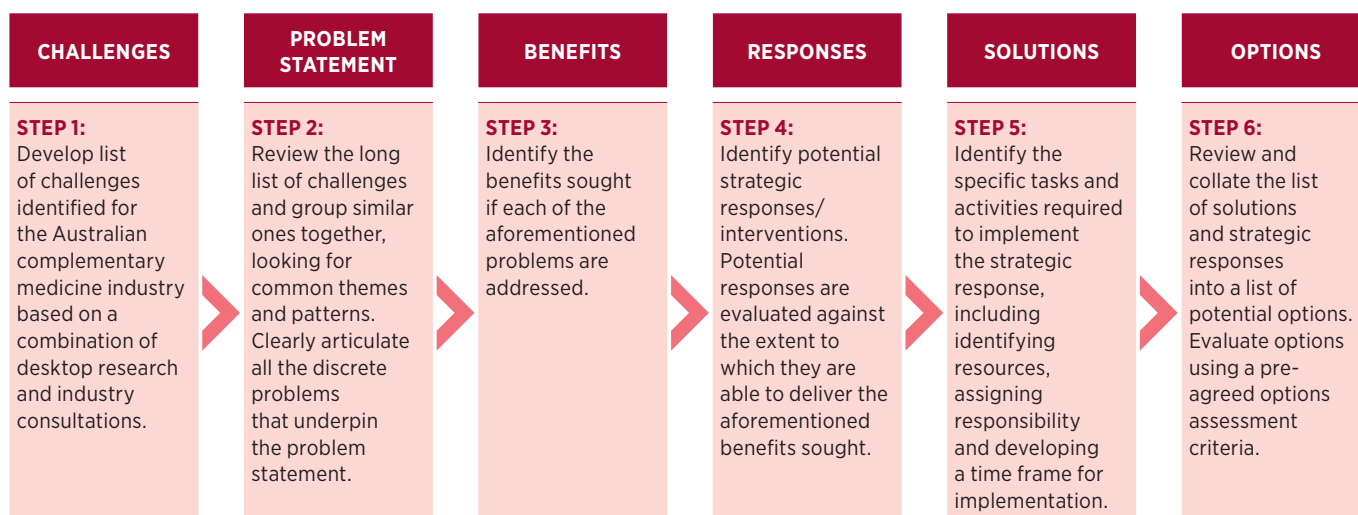 CHALLENGES
STEP 1:
Develop list
of challenges
identified for
the Australian
complementary
medicine industry
based on a
combination of
desktop research
and industry
consultations.
PROBLEM
STATEMENT
STEP 2:
Review the long
list of challenges
and group similar
ones together,
looking for
common themes
and patterns.
Clearly articulate
all the discrete
problems
that underpin
the problem
statement.
BENEFITS
STEP 3:
Identify the
benefits sought
if each of the
aforementioned
problems are
addressed.
RESPONSES
STEP 4:
Identify potential
strategic
responses/
interventions.
Potential
responses are
evaluated against
the extent to
which they are
able to deliver the
aforementioned
benefits sought.
SOLUTIONS
STEP 5:
Identify the
specific tasks and
activities required
to implement
the strategic
response,
including
identifying
resources,
assigning
responsibility
and developing
a time frame for
implementation.
OPTIONS
STEP 6:
Review and
collate the list
of solutions
and strategic
responses
into a list of
potential options.
Evaluate options
using a pre-
agreed options
assessment
criteria.